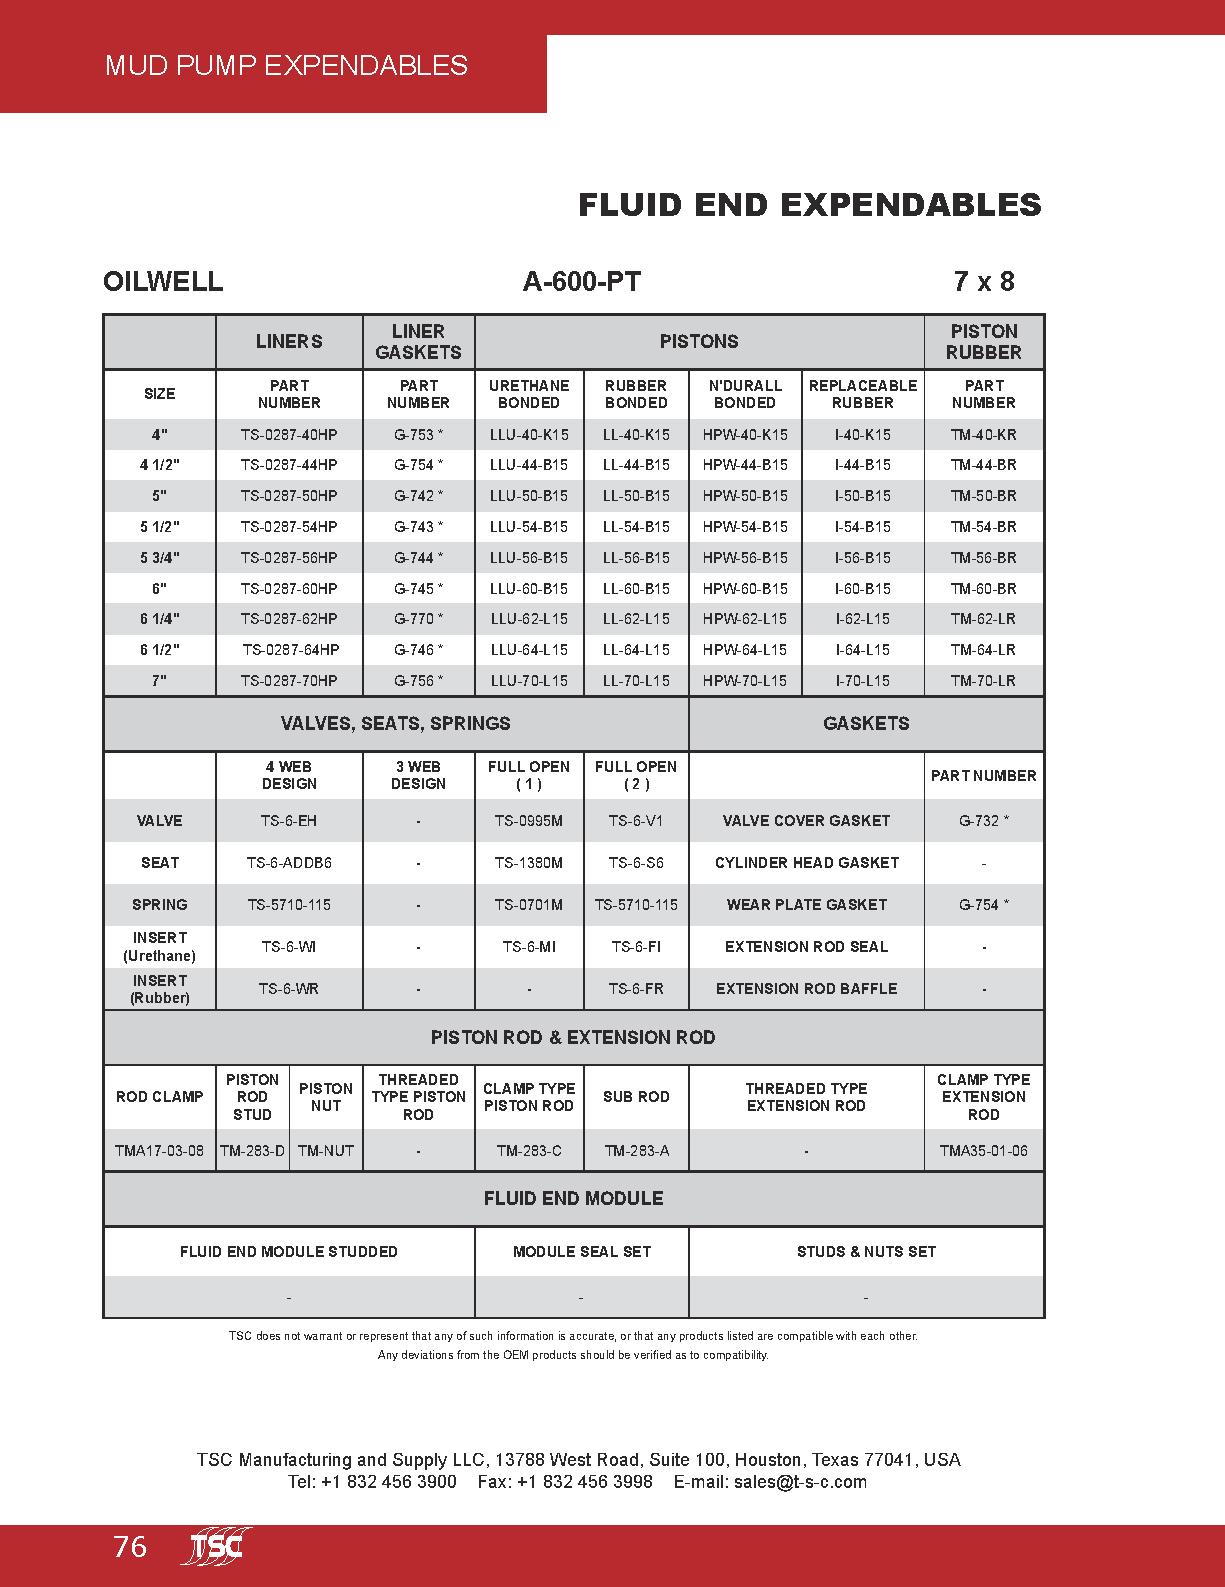 MUD PUMP EXPENDABLES
FLUID END EXPENDABLES
OILWELL A-600-PT 7 x 8
LINERS LINER GASKETS PISTONS PISTON RUBBER
SIZE PART NUMBER PART NUMBER URETHANE BONDED RUBBER BONDED N'DURALL BONDED REPLACEABLE RUBBER PART NUMBER
4" TS-0287-40HP G-753 * LLU-40-K15 LL-40-K15 HPW-40-K15 I-40-K15 TM-40-KR
4 1/2" TS-0287-44HP G-754 * LLU-44-B15 LL-44-B15 HPW-44-B15 I-44-B15 TM-44-BR
5" TS-0287-50HP G-742 * LLU-50-B15 LL-50-B15 HPW-50-B15 I-50-B15 TM-50-BR
5 1/2" TS-0287-54HP G-743 * LLU-54-B15 LL-54-B15 HPW-54-B15 I-54-B15 TM-54-BR
5 3/4" TS-0287-56HP G-744 * LLU-56-B15 LL-56-B15 HPW-56-B15 I-56-B15 TM-56-BR
6" TS-0287-60HP G-745 * LLU-60-B15 LL-60-B15 HPW-60-B15 I-60-B15 TM-60-BR
6 1/4" TS-0287-62HP G-770 * LLU-62-L15 LL-62-L15 HPW-62-L15 I-62-L15 TM-62-LR
6 1/2" TS-0287-64HP G-746 * LLU-64-L15 LL-64-L15 HPW-64-L15 I-64-L15 TM-64-LR
7" TS-0287-70HP G-756 * LLU-70-L15 LL-70-L15 HPW-70-L15 I-70-L15 TM-70-LR
VALVES, SEATS, SPRINGS GASKETS
4 WEB DESIGN 3 WEB DESIGN FULL OPEN ( 1 ) FULL OPEN ( 2 ) PART NUMBER
VALVE TS-6-EH - TS-0995M TS-6-V1 VALVE COVER GASKET G-732 *
SEAT TS-6-ADDB6 - TS-1380M TS-6-S6 CYLINDER HEAD GASKET -
SPRING TS-5710-115 - TS-0701M TS-5710-115 WEAR PLATE GASKET G-754 *
INSERT (Urethane) TS-6-WI - TS-6-MI TS-6-FI EXTENSION ROD SEAL -
INSERT (Rubber) TS-6-WR - - TS-6-FR EXTENSION ROD BAFFLE -
PISTON ROD & EXTENSION ROD
ROD CLAMP PISTON ROD STUD PISTON NUT THREADED TYPE PISTON ROD CLAMP TYPE PISTON ROD SUB ROD THREADED TYPE EXTENSION ROD CLAMP TYPE EXTENSION ROD
TMA17-03-08 TM-283-D TM-NUT - TM-283-C TM-283-A - TMA35-01-06
FLUID END MODULE
FLUID END MODULE STUDDED MODULE SEAL SET STUDS & NUTS SET
- - -
TSC does not warrant or represent that any of such information is accurate, or that any products listed are compatible with each other.
Any deviations from the OEM products should be verified as to compatibility.
TSC Manufacturing and Supply LLC, 13788 West Road, Suite 100, Houston, Texas 77041, USA
Tel: +1 832 456 3900 Fax: +1 832 456 3998 E-mail: sales@t-s-c.com
76 TSC